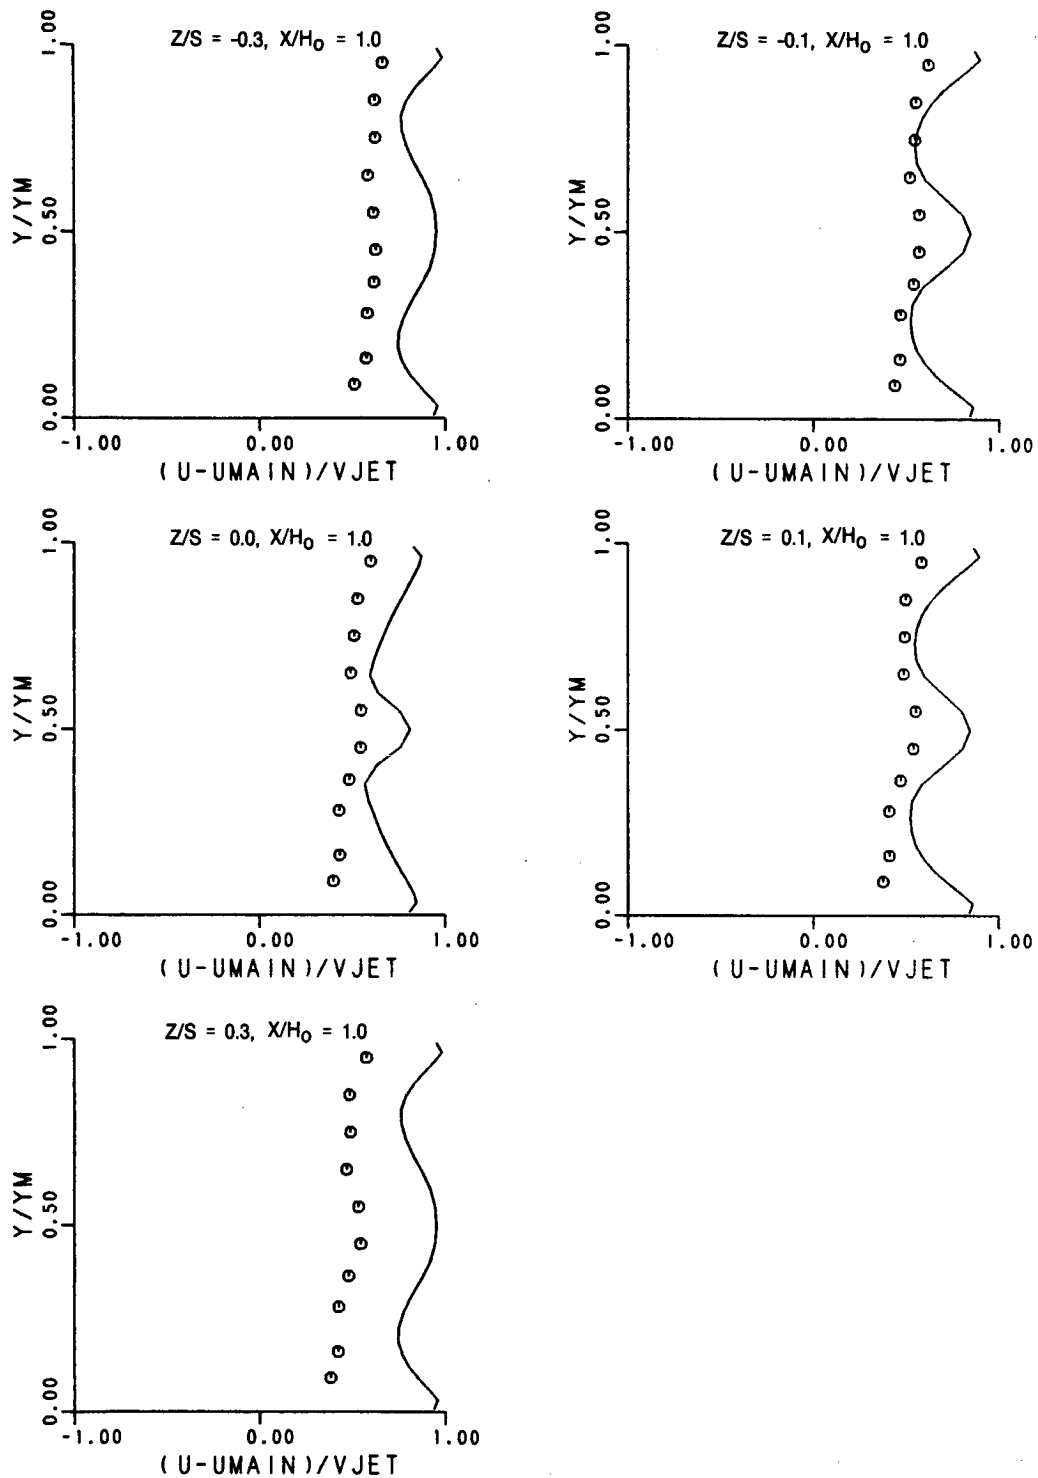 Z/S = -0.3, X/H0 = 1.0
1.00
Y/YM
0.50
0.00
-1.00 0.00 1.00
(U-UMAIN)/VJET
Z/S = -0.1, X/H0 = 1.0
1.00
Y/YM
0.50
0.00
-1.00 0.00 1.00
(U-UMAIN)/VJET
Z/S = 0.0, X/H0 = 1.0
1.00
Y/YM
0.50
0.00
-1.00 0.00 1.00
(U-UMAIN)/VJET
Z/S = 0.1, X/H0 = 1.0
1.00
Y/YM
0.50
0.00
-1.00 0.00 1.00
(U-UMAIN)/VJET
Z/S = 0.3, X/H0 = 1.0
1.00
Y/YM
0.50
0.00
-1.00 0.00 1.00
(U-UMAIN)/VJET